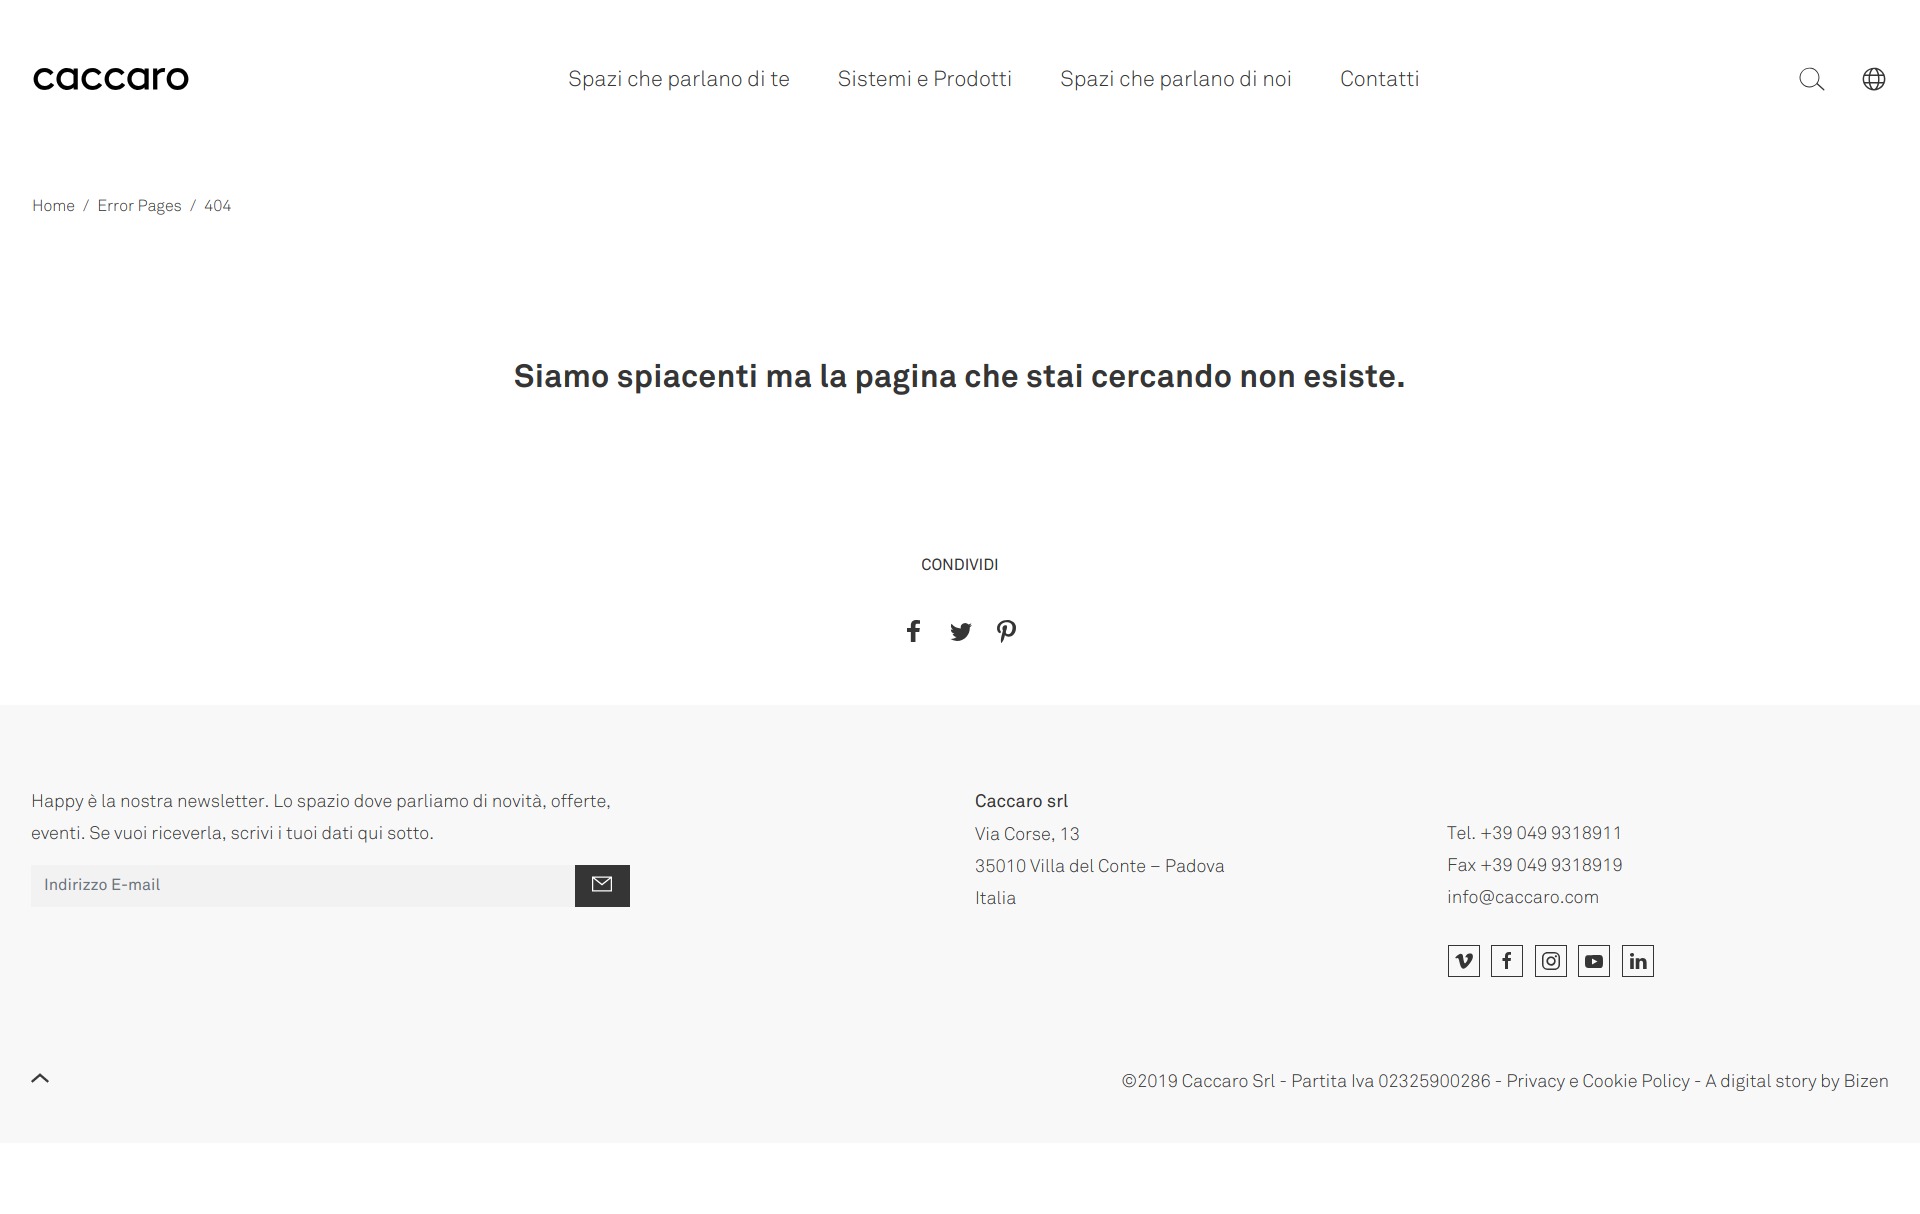 caccaro
Spazi che parlano di te
Sistemi e Prodotti
Spazi che parlano di noi
Contatti
Home / Error Pages / 404
Siamo spiacenti ma la pagina che stai cercando non esiste.
CONDIVIDI
Happy è la nostra newsletter. Lo spazio dove parliamo di novità, offerte,
eventi. Se vuoi riceverla, scrivi i tuoi dati qui sotto.
Indirizzo E-mail
Caccaro srl
Via Corse, 13
35010 Villa del Conte – Padova
Italia
Tel. +39 049 9318911
Fax +39 049 9318919
info@caccaro.com
©2019 Caccaro Srl - Partita Iva 02325900286 - Privacy e Cookie Policy - A digital story by Bizen